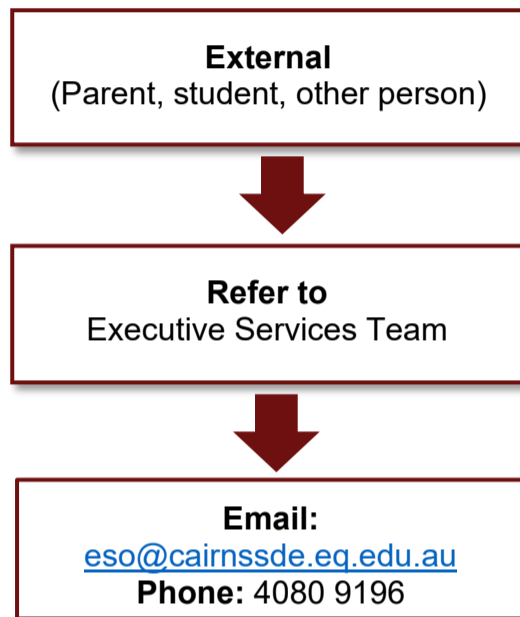 External
(Parent, student, other person)
Refer to
Executive Services Team
Email:
eso@cairnssde.eq.edu.au
Phone: 4080 9196